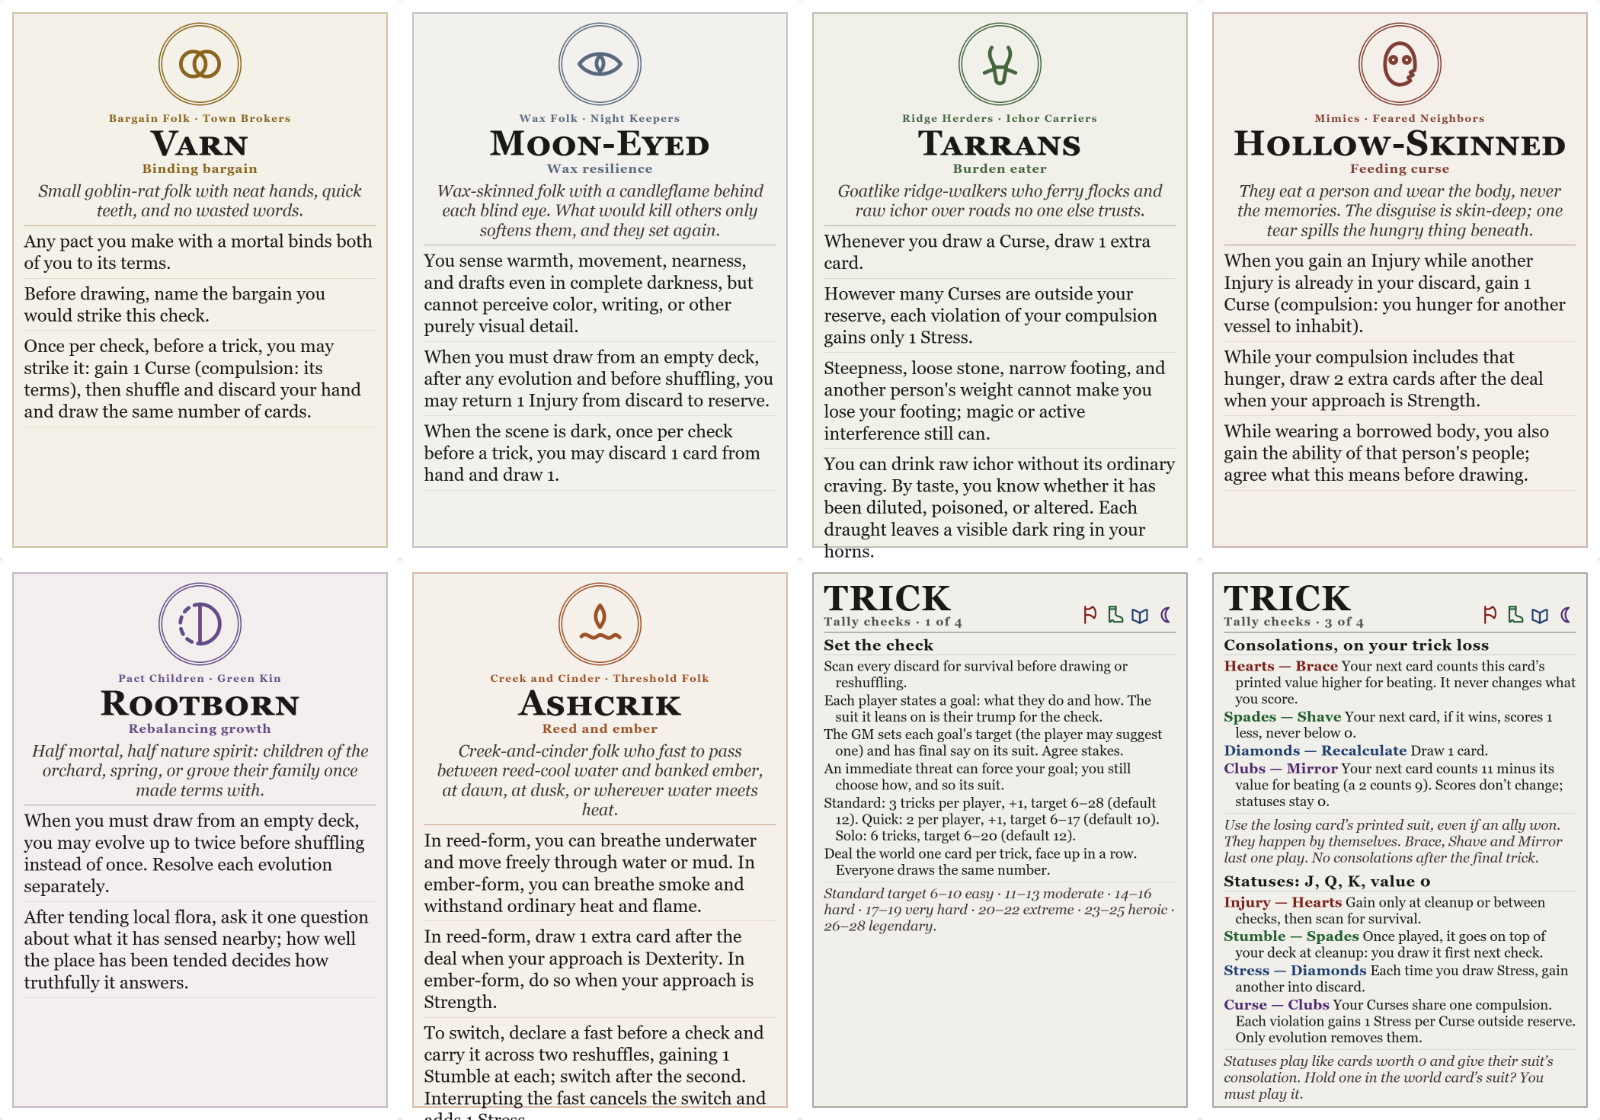 Bargain Folk · Town Brokers
Varn
Binding bargain
Small goblin-rat folk with neat hands, quick
teeth, and no wasted words.
Any pact you make with a mortal binds both
of you to its terms.
Before drawing, name the bargain you
would strike this check.
Once per check, before a trick, you may
strike it: gain 1 Curse (compulsion: its
terms), then shuffle and discard your hand
and draw the same number of cards.
Wax Folk · Night Keepers
Moon-Eyed
Wax resilience
Wax-skinned folk with a candleflame behind
each blind eye. What would kill others only
softens them, and they set again.
You sense warmth, movement, nearness,
and drafts even in complete darkness, but
cannot perceive color, writing, or other
purely visual detail.
When you must draw from an empty deck,
after any evolution and before shuffling, you
may return 1 Injury from discard to reserve.
When the scene is dark, once per check
before a trick, you may discard 1 card from
hand and draw 1.
Ridge Herders · Ichor Carriers
Tarrans
Burden eater
Goatlike ridge-walkers who ferry flocks and
raw ichor over roads no one else trusts.
Whenever you draw a Curse, draw 1 extra
card.
However many Curses are outside your
reserve, each violation of your compulsion
gains only 1 Stress.
Steepness, loose stone, narrow footing, and
another person's weight cannot make you
lose your footing; magic or active
interference still can.
You can drink raw ichor without its ordinary
craving. By taste, you know whether it has
been diluted, poisoned, or altered. Each
draught leaves a visible dark ring in your
horns.
Mimics · Feared Neighbors
Hollow-Skinned
Feeding curse
They eat a person and wear the body, never
the memories. The disguise is skin-deep; one
tear spills the hungry thing beneath.
When you gain an Injury while another
Injury is already in your discard, gain 1
Curse (compulsion: you hunger for another
vessel to inhabit).
While your compulsion includes that
hunger, draw 2 extra cards after the deal
when your approach is Strength.
While wearing a borrowed body, you also
gain the ability of that person's people;
agree what this means before drawing.
Pact Children · Green Kin
Rootborn
Rebalancing growth
Half mortal, half nature spirit: children of the
orchard, spring, or grove their family once
made terms with.
When you must draw from an empty deck,
you may evolve up to twice before shuffling
instead of once. Resolve each evolution
separately.
After tending local flora, ask it one question
about what it has sensed nearby; how well
the place has been tended decides how
truthfully it answers.
Creek and Cinder · Threshold Folk
Ashcrik
Reed and ember
Creek-and-cinder folk who fast to pass
between reed-cool water and banked ember,
at dawn, at dusk, or wherever water meets
heat.
In reed-form, you can breathe underwater
and move freely through water or mud. In
ember-form, you can breathe smoke and
withstand ordinary heat and flame.
In reed-form, draw 1 extra card after the
deal when your approach is Dexterity. In
ember-form, do so when your approach is
Strength.
To switch, declare a fast before a check and
carry it across two reshuffles, gaining 1
Stumble at each; switch after the second.
Interrupting the fast cancels the switch and
adds 1 Stress.
TRICK
Tally checks · 1 of 4
Set the check
Scan every discard for survival before drawing or
reshuffling.
Each player states a goal: what they do and how. The
suit it leans on is their trump for the check.
The GM sets each goal's target (the player may suggest
one) and has final say on its suit. Agree stakes.
An immediate threat can force your goal; you still
choose how, and so its suit.
Standard: 3 tricks per player, +1, target 6–28 (default
12). Quick: 2 per player, +1, target 6–17 (default 10).
Solo: 6 tricks, target 6–20 (default 12).
Deal the world one card per trick, face up in a row.
Everyone draws the same number.
Standard target 6–10 easy · 11–13 moderate · 14–16
hard · 17–19 very hard · 20–22 extreme · 23–25 heroic ·
26–28 legendary.
TRICK
Tally checks · 3 of 4
Consolations, on your trick loss
Hearts — Brace Your next card counts this card’s
printed value higher for beating. It never changes what
you score.
Spades — Shave Your next card, if it wins, scores 1
less, never below 0.
Diamonds — Recalculate Draw 1 card.
Clubs — Mirror Your next card counts 11 minus its
value for beating (a 2 counts 9). Scores don’t change;
statuses stay 0.
Use the losing card’s printed suit, even if an ally won.
They happen by themselves. Brace, Shave and Mirror
last one play. No consolations after the final trick.
Statuses: J, Q, K, value 0
Injury — Hearts Gain only at cleanup or between
checks, then scan for survival.
Stumble — Spades Once played, it goes on top of
your deck at cleanup: you draw it first next check.
Stress — Diamonds Each time you draw Stress, gain
another into discard.
Curse — Clubs Your Curses share one compulsion.
Each violation gains 1 Stress per Curse outside reserve.
Only evolution removes them.
Statuses play like cards worth 0 and give their suit’s
consolation. Hold one in the world card’s suit? You
must play it.